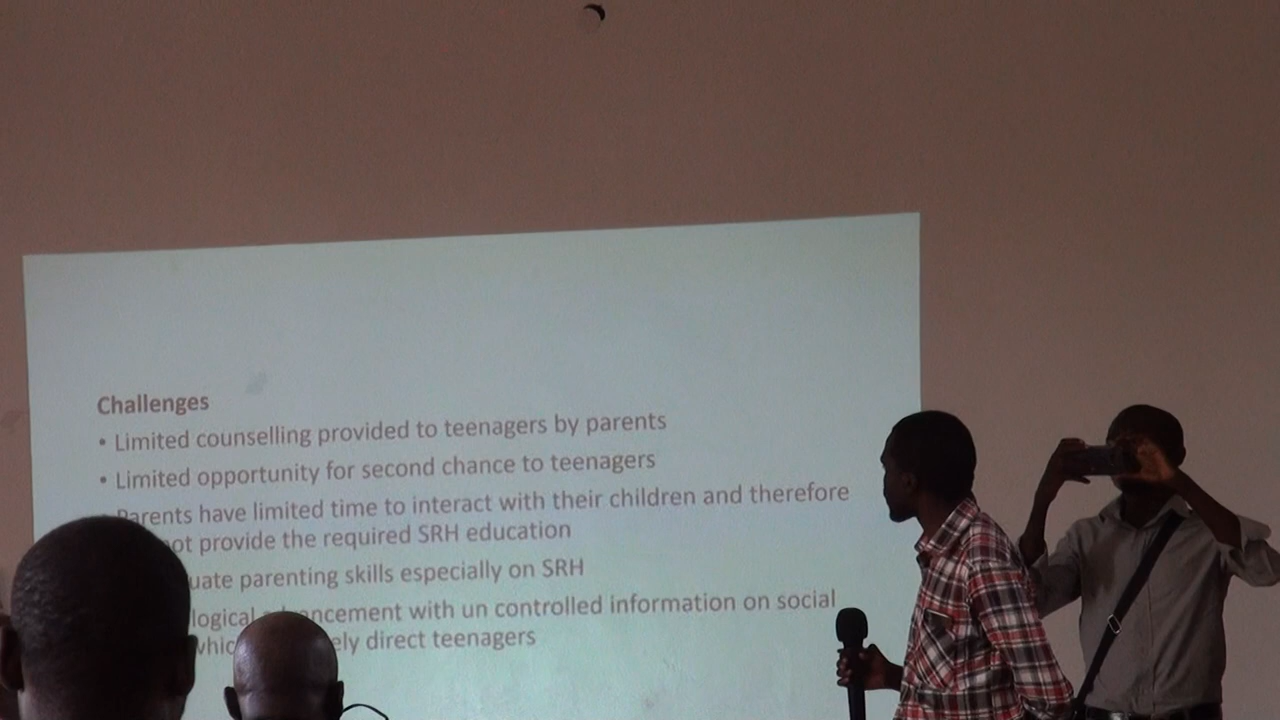 Challenges
• Limited counselling provided to teenagers by parents
• Limited opportunity for second chance to teenagers
Parents have limited time to interact with their children and therefore
not provide the required SRH education
parenting skills especially on SRH
with un controlled information on social
direct teenagers